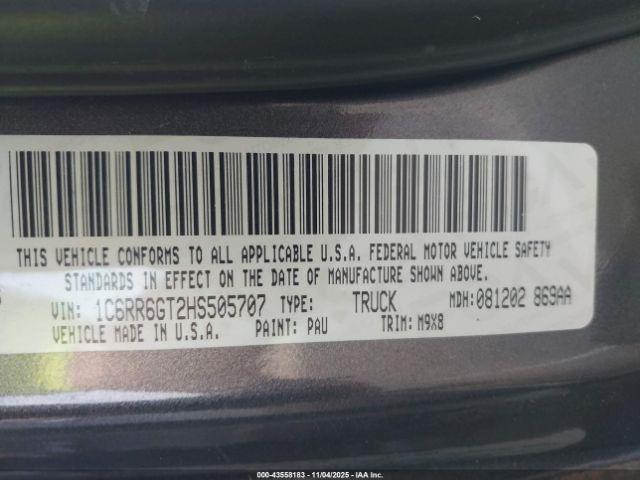 THIS VEHICLE CONFORMS TO ALL APPLICABLE U.S.A. FEDERAL MOTOR VEHICLE SAFETY
STANDARDS IN EFFECT ON THE DATE OF MANUFACTURE SHOWN ABOVE.
VIN: 1C6RR6GT2HS505707 TYPE: TRUCK MDH: 081202 869AA
VEHICLE MADE IN U.S.A. PAINT: PAU TRIM: M9X8
000-43558183 - 11/04/2025 - IAA Inc.